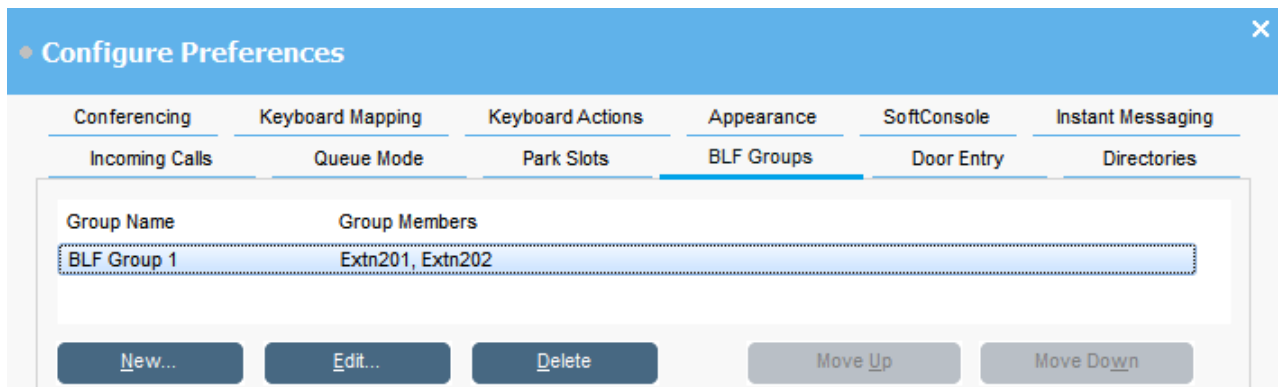 Configure Preferences
Conferencing Keyboard Mapping Keyboard Actions Appearance SoftConsole Instant Messaging
Incoming Calls Queue Mode Park Slots BLF Groups Door Entry Directories
Group Name Group Members
BLF Group 1 Extn201, Extn202
New... Edit... Delete Move Up Move Down